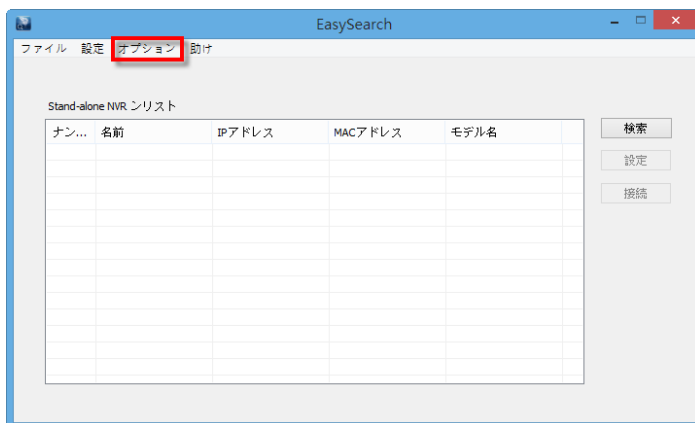 EasySearch
ファイル 設定 オプション 助け
Stand-alone NVR ンリスト
ナン... 名前 IPアドレス MACアドレス モデル名
検索
設定
接続